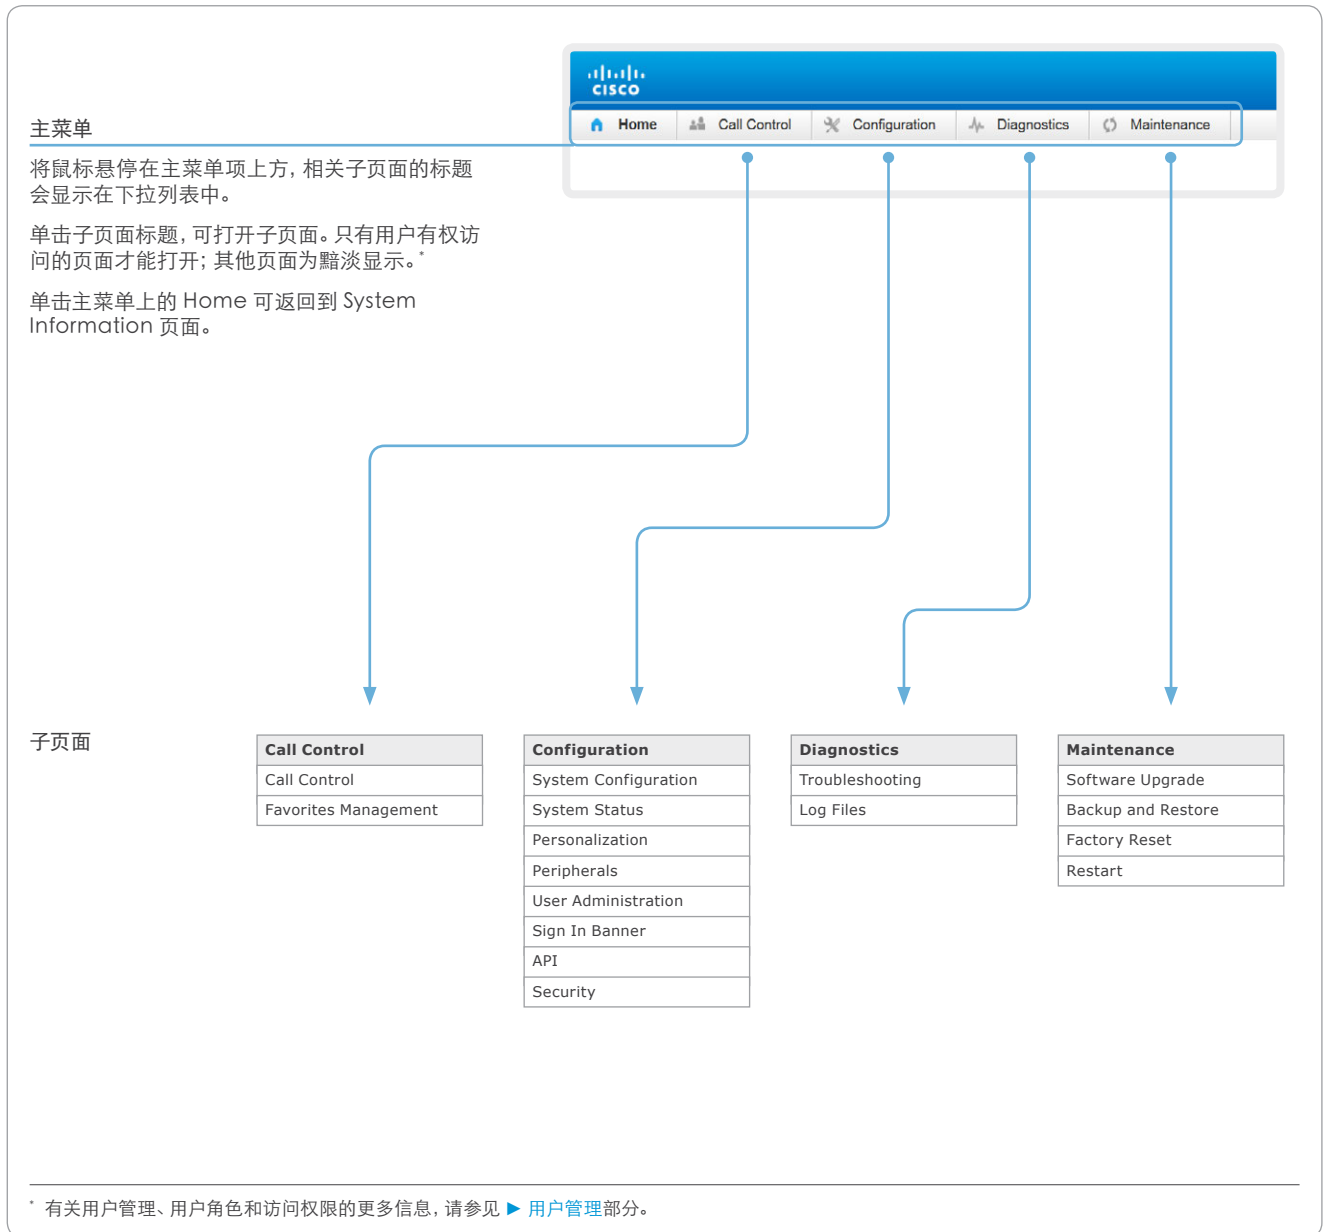 CISCO
Home Call Control Configuration Diagnostics Maintenance
主菜单
将鼠标悬停在主菜单项上方，相关子页面的标题
会显示在下拉列表中。
单击子页面标题，可打开子页面。只有用户有权访
问的页面才能打开；其他页面为黯淡显示。*
单击主菜单上的 Home 可返回到 System
Information 页面。
子页面
Call Control
Call Control
Favorites Management
Configuration
System Configuration
System Status
Personalization
Peripherals
User Administration
Sign In Banner
API
Security
Diagnostics
Troubleshooting
Log Files
Maintenance
Software Upgrade
Backup and Restore
Factory Reset
Restart
* 有关用户管理、用户角色和访问权限的更多信息，请参见 ► 用户管理部分。